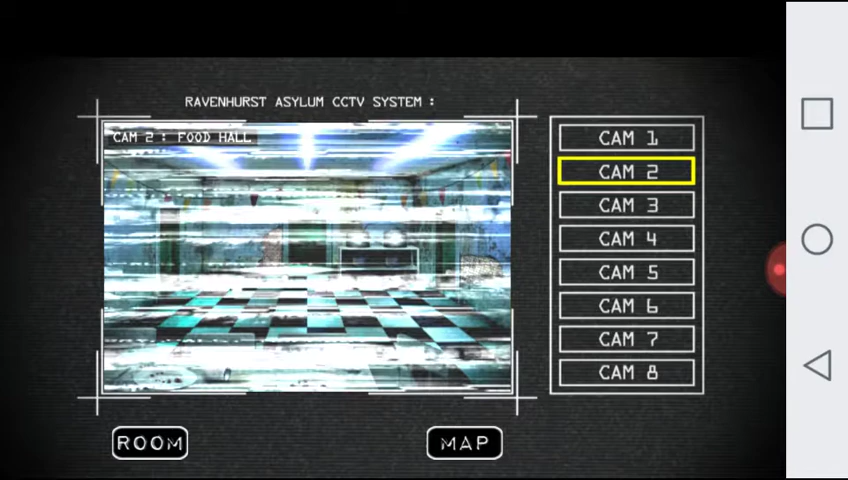 RAVENHURST ASYLUM CCTV SYSTEM :
CAM 2 : FOOD HALL
CAM 1
CAM 2
CAM 3
CAM 4
CAM 5
CAM 6
CAM 7
CAM 8
ROOM
MAP